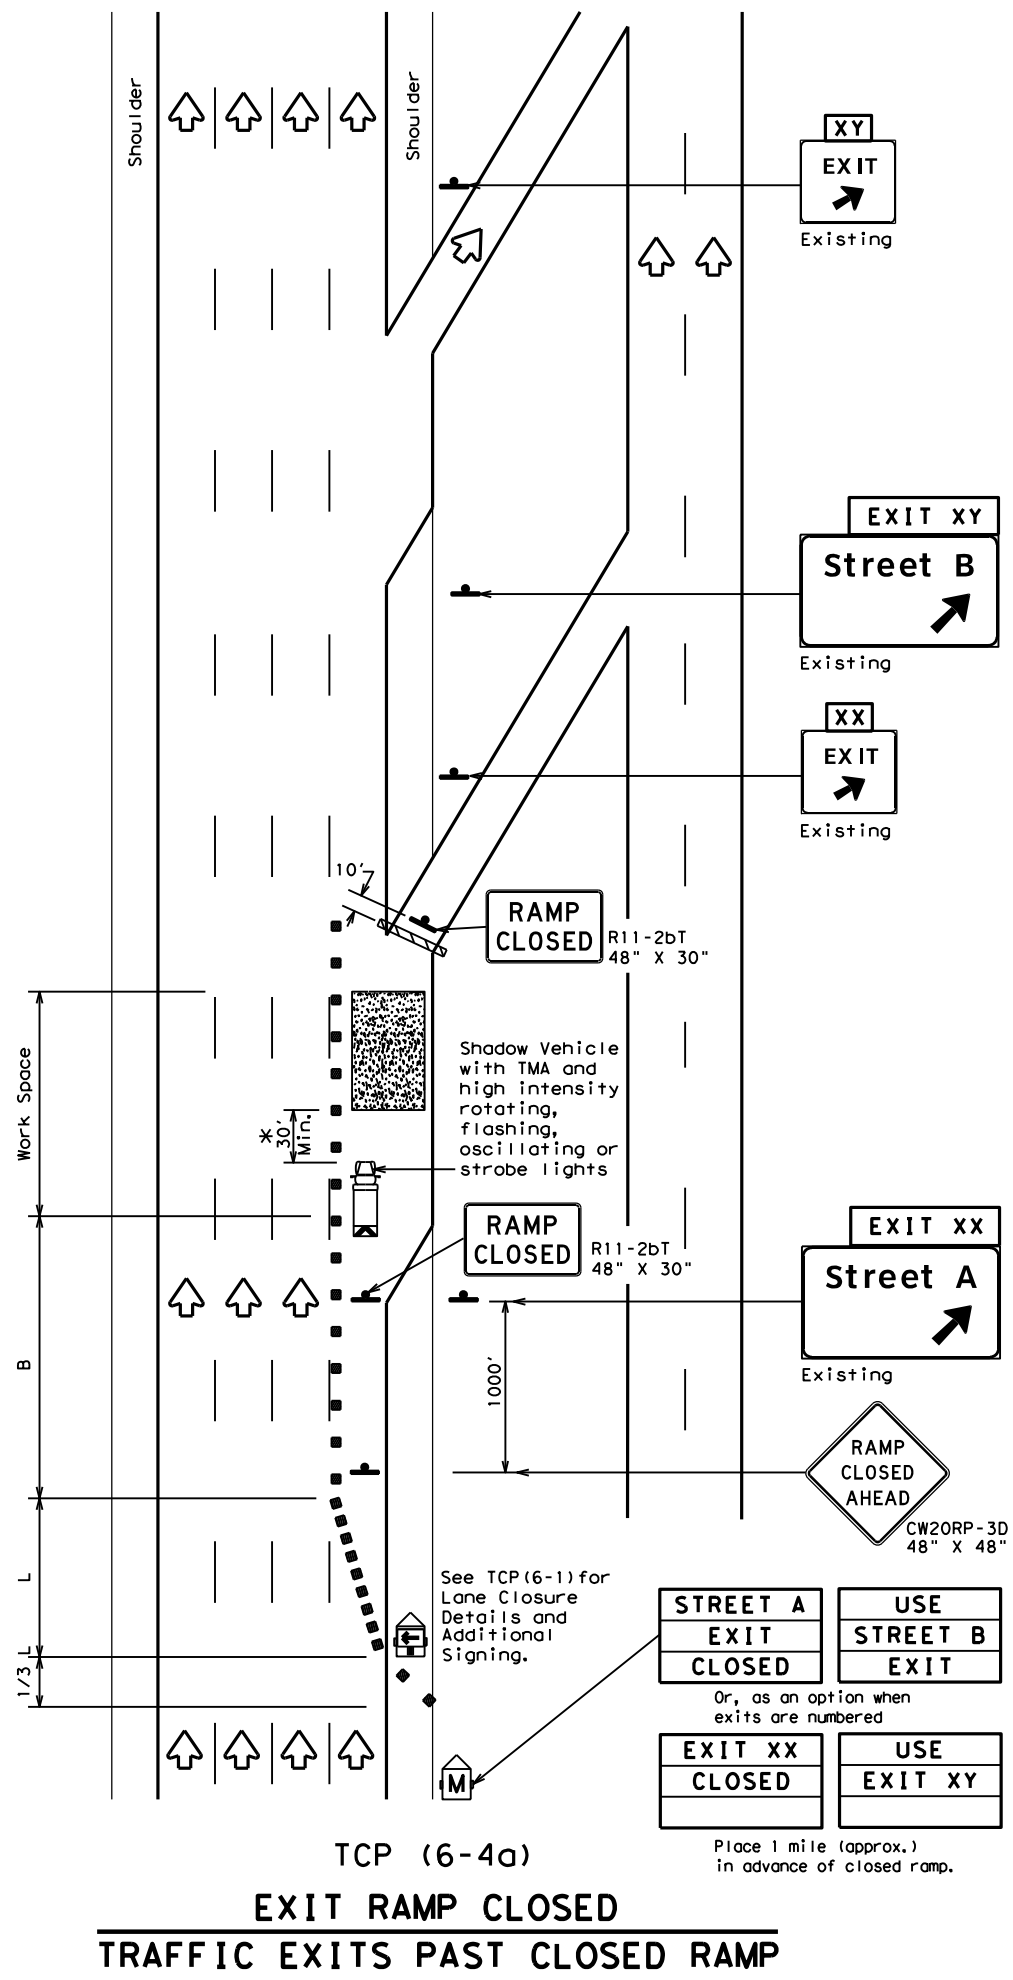 Shoulder
Shoulder
XY
EXIT
Existing
EXIT XY
Street B
Existing
XX
EXIT
Existing
10'
RAMP
CLOSED
R11-2bT
48" X 30"
Work Space
*
30'
Min.
Shadow Vehicle
with TMA and
high intensity
rotating,
flashing,
oscillating or
strobe lights
RAMP
CLOSED
R11-2bT
48" X 30"
EXIT XX
Street A
Existing
B
1000'
RAMP
CLOSED
AHEAD
CW20RP-3D
48" X 48"
L
1/3 L
See TCP(6-1)for
Lane Closure
Details and
Additional
Signing.
STREET A
EXIT
CLOSED
USE
STREET B
EXIT
Or, as an option when
exits are numbered
EXIT XX
CLOSED
USE
EXIT XY
M
Place 1 mile (approx.)
in advance of closed ramp.
TCP (6-4a)
EXIT RAMP CLOSED
TRAFFIC EXITS PAST CLOSED RAMP